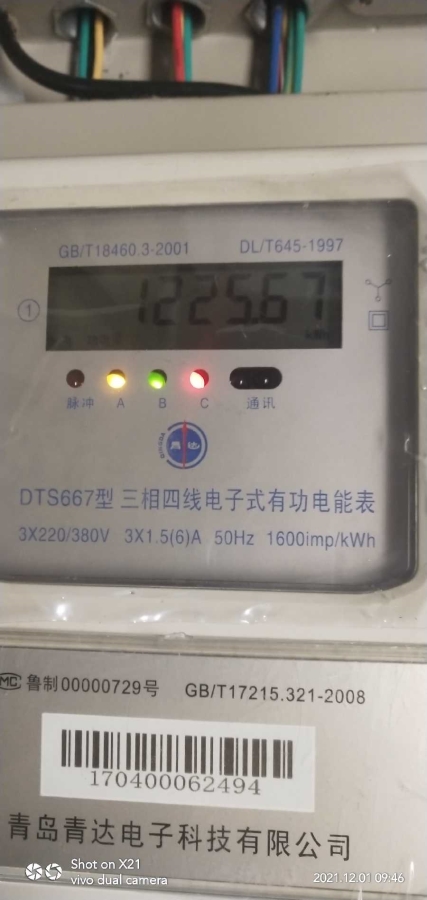 GB/T18460.3-2001 DL/T645-1997
① 1225.67
脉冲 A B C 通讯
DTS667型 三相四线电子式有功电能表
3X220/380V 3X1.5(6)A 50Hz 1600imp/kWh
MC 鲁制00000729号 GB/T17215.321-2008
170400062494
青岛青达电子科技有限公司
Shot on X21
vivo dual camera
2021.12.01 09:46